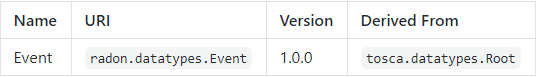 Name URI Version Derived From
Event radon.datatypes.Event 1.0.0 tosca.datatypes.Root